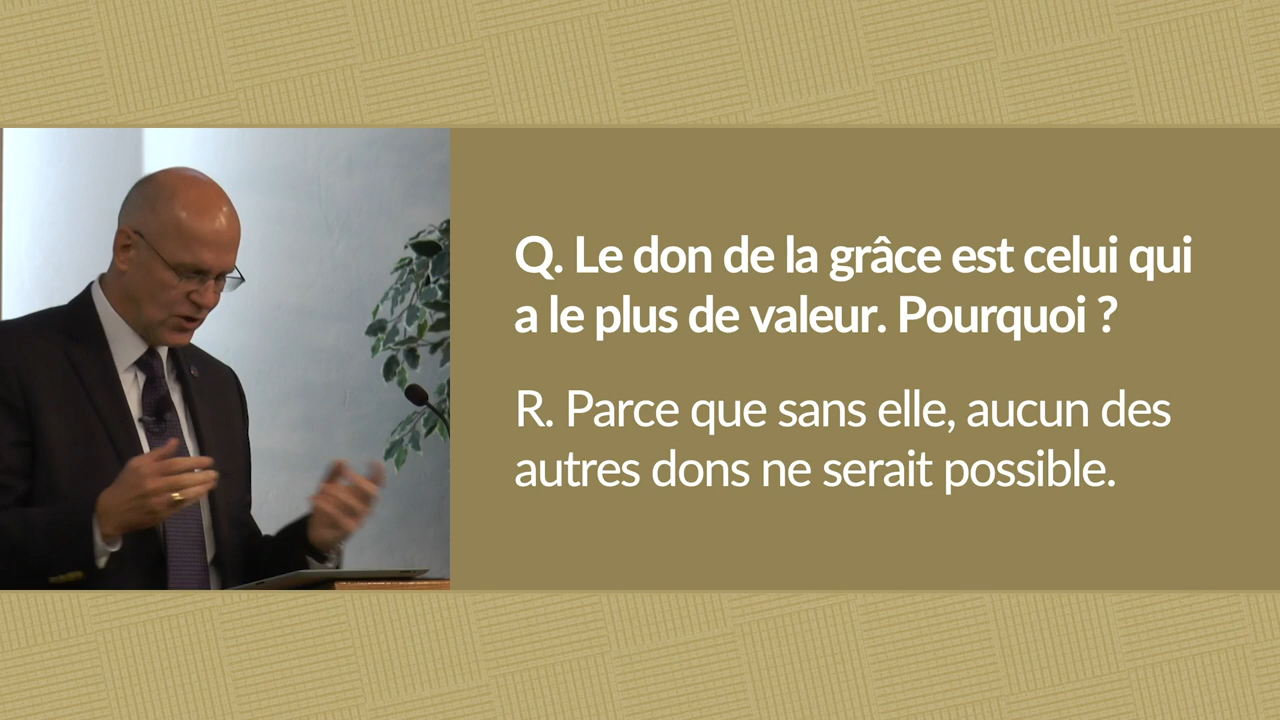 Q. Le don de la grâce est celui qui
a le plus de valeur. Pourquoi ?
R. Parce que sans elle, aucun des
autres dons ne serait possible.